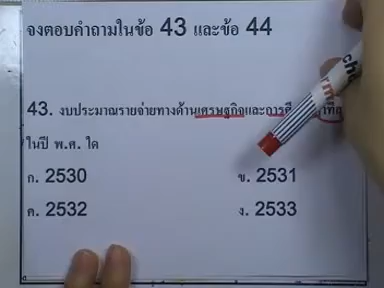 จงตอบคำถามในข้อ 43 และข้อ 44
43. งบประมาณรายจ่ายทางด้านเศรษฐกิจและการศึ
ในปี พ.ศ. ใด
ก. 2530 ข. 2531
ค. 2532 ง. 2533